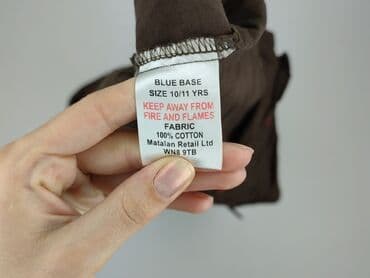 BLUE BASE
SIZE 10/11 YRS
KEEP AWAY FROM
FIRE AND FLAMES
FABRIC
100% COTTON
Matalan Retail Ltd
WN8 9TB